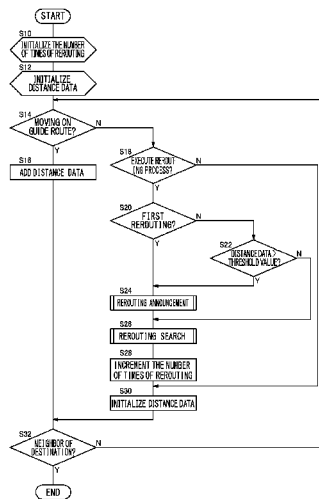 START
S10
INITIALIZE THE NUMBER
OF TIMES OF REROUTING
S12
INITIALIZE
DISTANCE DATA
S14
MOVING ON
GUIDE ROUTE?
N
Y
S16
ADD DISTANCE DATA
S18
EXECUTE REROUT
ING PROCESS?
N
Y
S20
FIRST
REROUTING?
N
Y
S22
DISTANCE DATA >
THRESHOLD VALUE?
N
Y
S24
REROUTING ANNOUNCEMENT
S26
REROUTING SEARCH
S28
INCREMENT THE NUMBER
OF TIMES OF REROUTING
S30
INITIALIZE DISTANCE DATA
S32
NEIGHBOR OF
DESTINATION?
N
Y
END